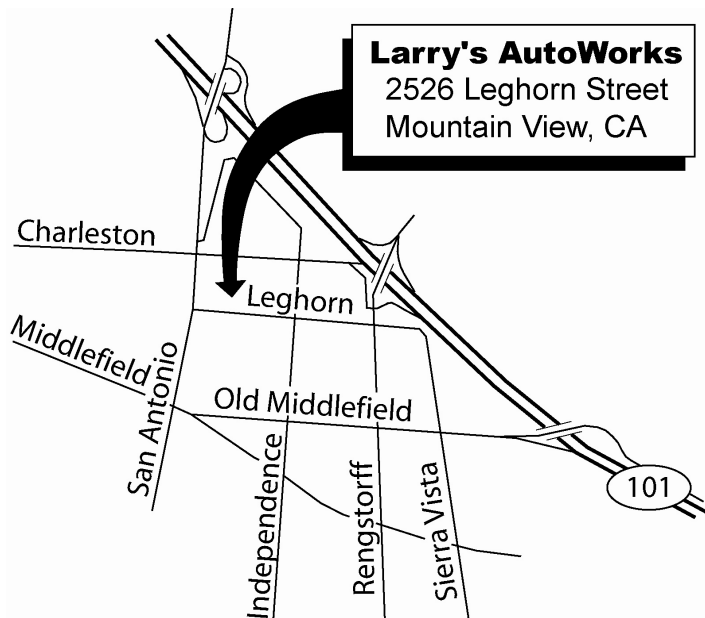 Larry's AutoWorks
2526 Leghorn Street
Mountain View, CA
Charleston
Leghorn
Middlefield
San Antonio
Old Middlefield
Independence
Rengstorff
Sierra Vista
101